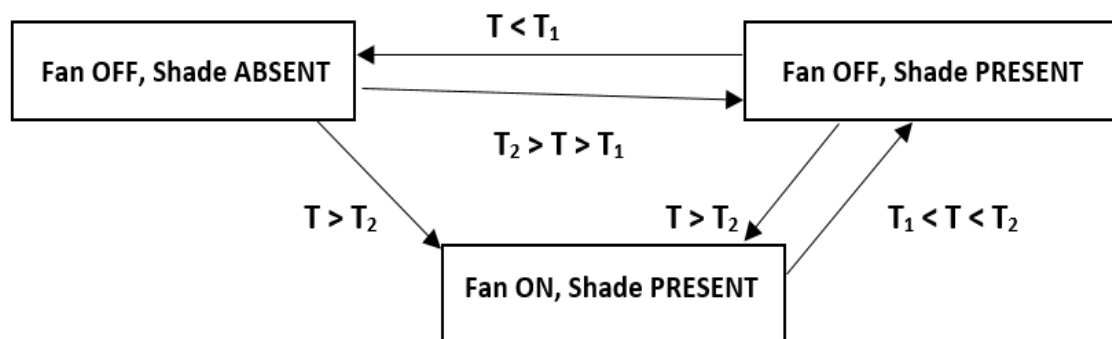 T < T₁
Fan OFF, Shade ABSENT
Fan OFF, Shade PRESENT
T₂ > T > T₁
T > T₂
T > T₂
T₁ < T < T₂
Fan ON, Shade PRESENT